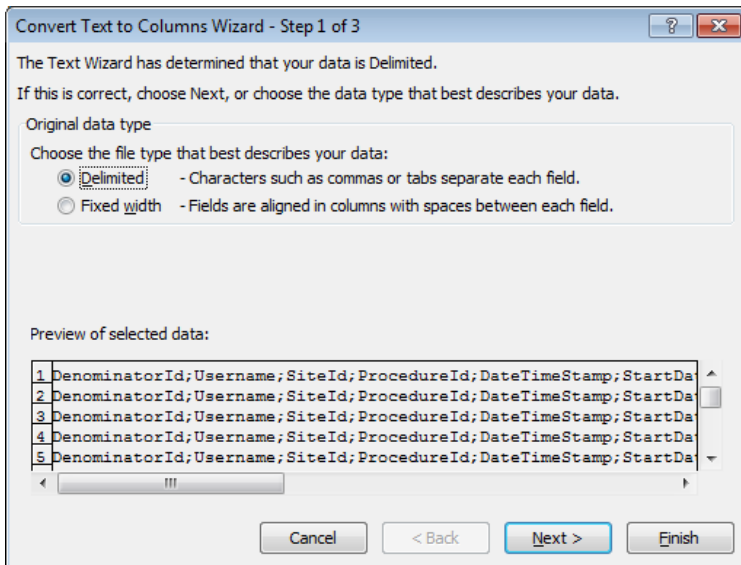 Convert Text to Columns Wizard - Step 1 of 3
The Text Wizard has determined that your data is Delimited.
If this is correct, choose Next, or choose the data type that best describes your data.
Original data type
Choose the file type that best describes your data:
Delimited - Characters such as commas or tabs separate each field.
Fixed width - Fields are aligned in columns with spaces between each field.
Preview of selected data:
1 DenominatorId;Username;SiteId;ProcedureId;DateTimeStamp;StartDa
2 DenominatorId;Username;SiteId;ProcedureId;DateTimeStamp;StartDa
3 DenominatorId;Username;SiteId;ProcedureId;DateTimeStamp;StartDa
4 DenominatorId;Username;SiteId;ProcedureId;DateTimeStamp;StartDa
5 DenominatorId;Username;SiteId;ProcedureId;DateTimeStamp;StartDa
Cancel < Back Next > Finish